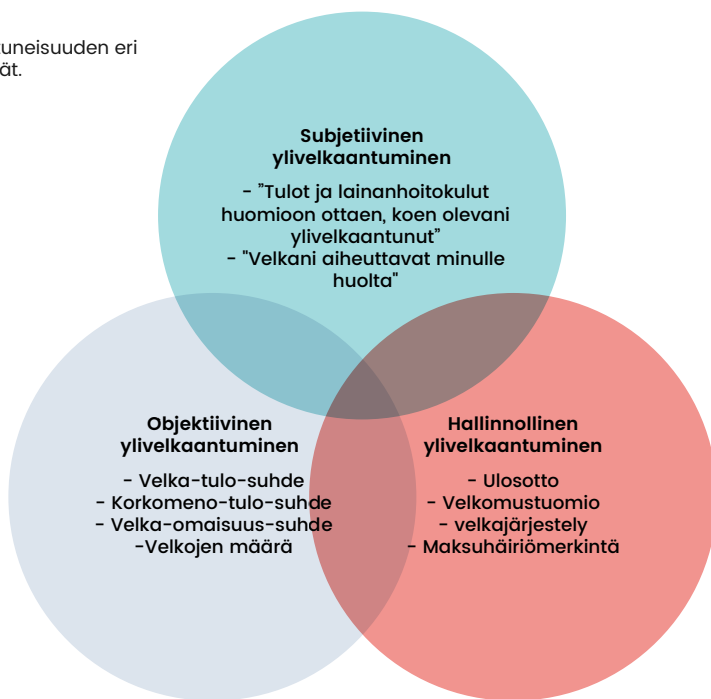 tuneisuuden eri
ät.
Subjetiivinen
ylivelkaantuminen
- ”Tulot ja lainanhoitokulut
huomioon ottaen, koen olevani
ylivelkaantunut”
- "Velkani aiheuttavat minulle
huolta"
Objektiivinen
ylivelkaantuminen
- Velka-tulo-suhde
- Korkomeno-tulo-suhde
- Velka-omaisuus-suhde
-Velkojen määrä
Hallinnollinen
ylivelkaantuminen
- Ulosotto
- Velkomustuomio
- velkajärjestely
- Maksuhäiriömerkintä